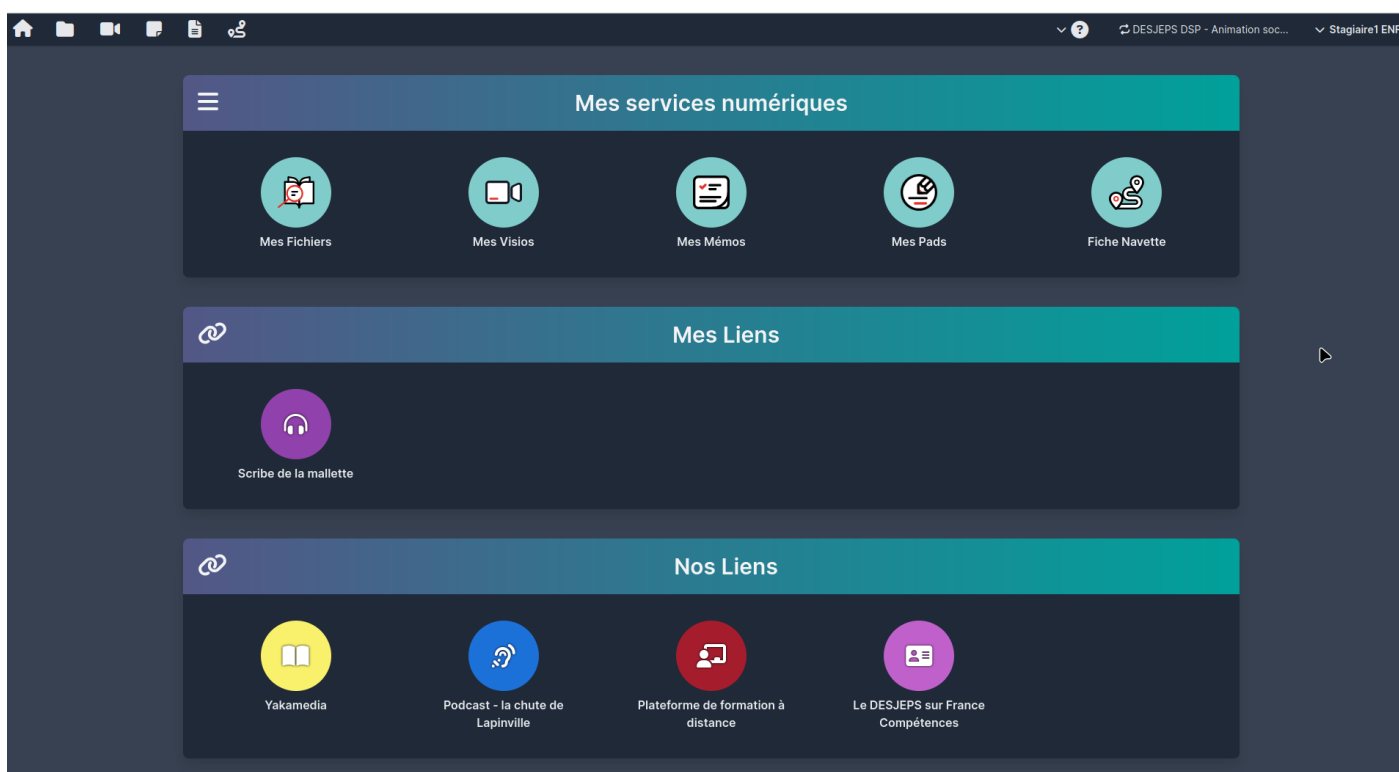 ? DESJEPS DSP - Animation soc... Stagiaire1 ENF
Mes services numériques
Mes Fichiers Mes Visios Mes Mémos Mes Pads Fiche Navette
Mes Liens
Scribe de la mallette
Nos Liens
Yakamedia
Podcast - la chute de
Lapinville
Plateforme de formation à
distance
Le DESJEPS sur France
Compétences